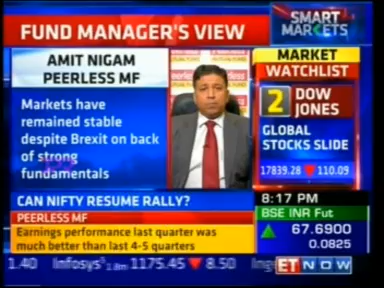 FUND MANAGER'S VIEW
SMART
MARKETS
AMIT NIGAM
PEERLESS MF
Markets have
remained stable
despite Brexit on back
of strong
fundamentals
MARKET
WATCHLIST
2 DOW
JONES
GLOBAL
STOCKS SLIDE
17839.28 ▼ 110.09
CAN NIFTY RESUME RALLY?
PEERLESS MF
Earnings performance last quarter was
much better than last 4-5 quarters
8:17 PM
BSE INR Fut
▲ 67.6900
0.0825
1.40 Infosys 1.8m 1175.45 ▼ 8.50
ET NOW